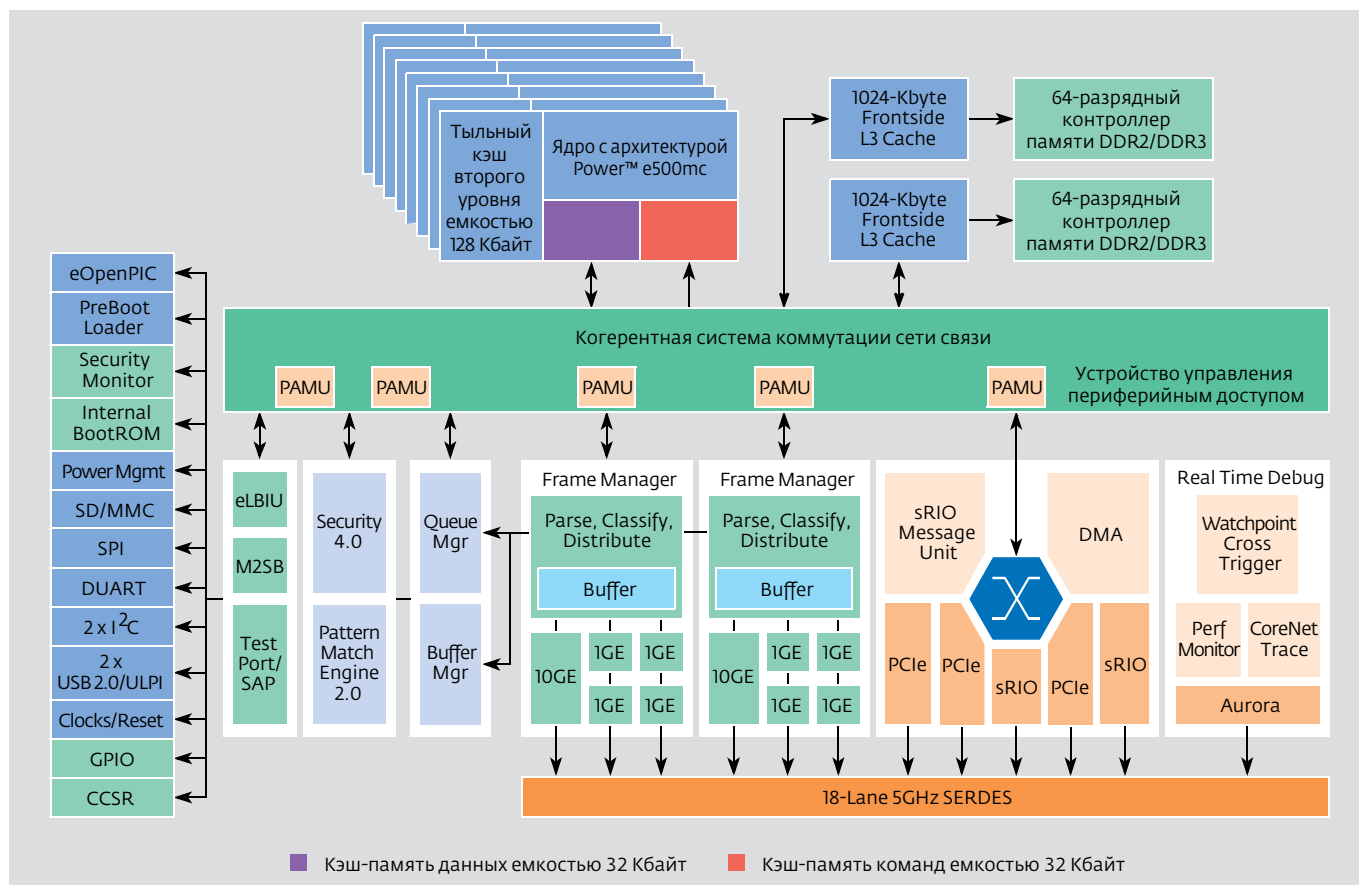 Тыльный
кэш
второго
уровня
емкостью
128 Кбайт
Ядро с архитектурой
Power™ e500mc
1024-Kbyte
Frontside
L3 Cache
64-разрядный
контроллер
памяти DDR2/DDR3
1024-Kbyte
Frontside
L3 Cache
64-разрядный
контроллер
памяти DDR2/DDR3
eOpenPIC
PreBoot
Loader
Security
Monitor
Internal
BootROM
Power Mgmt
SD/MMC
SPI
DUART
2 x I²C
2 x
USB 2.0/ULPI
Clocks/Reset
GPIO
CCSR
Когерентная система коммутации сети связи
PAMU
PAMU
PAMU
PAMU
PAMU
Устройство управления
периферийным доступом
eLBIU
M2SB
Test
Port/
SAP
Security
4.0
Pattern
Match
Engine
2.0
Queue
Mgr
Buffer
Mgr
Frame Manager
Parse, Classify,
Distribute
Buffer
10GE
1GE
1GE
1GE
1GE
Frame Manager
Parse, Classify,
Distribute
Buffer
10GE
1GE
1GE
1GE
1GE
sRIO
Message
Unit
DMA
PCIe
PCIe
sRIO
PCIe
sRIO
Real Time Debug
Watchpoint
Cross
Trigger
Perf
Monitor
CoreNet
Trace
Aurora
18-Lane 5GHz SERDES
Кэш-память данных емкостью 32 Кбайт
Кэш-память команд емкостью 32 Кбайт